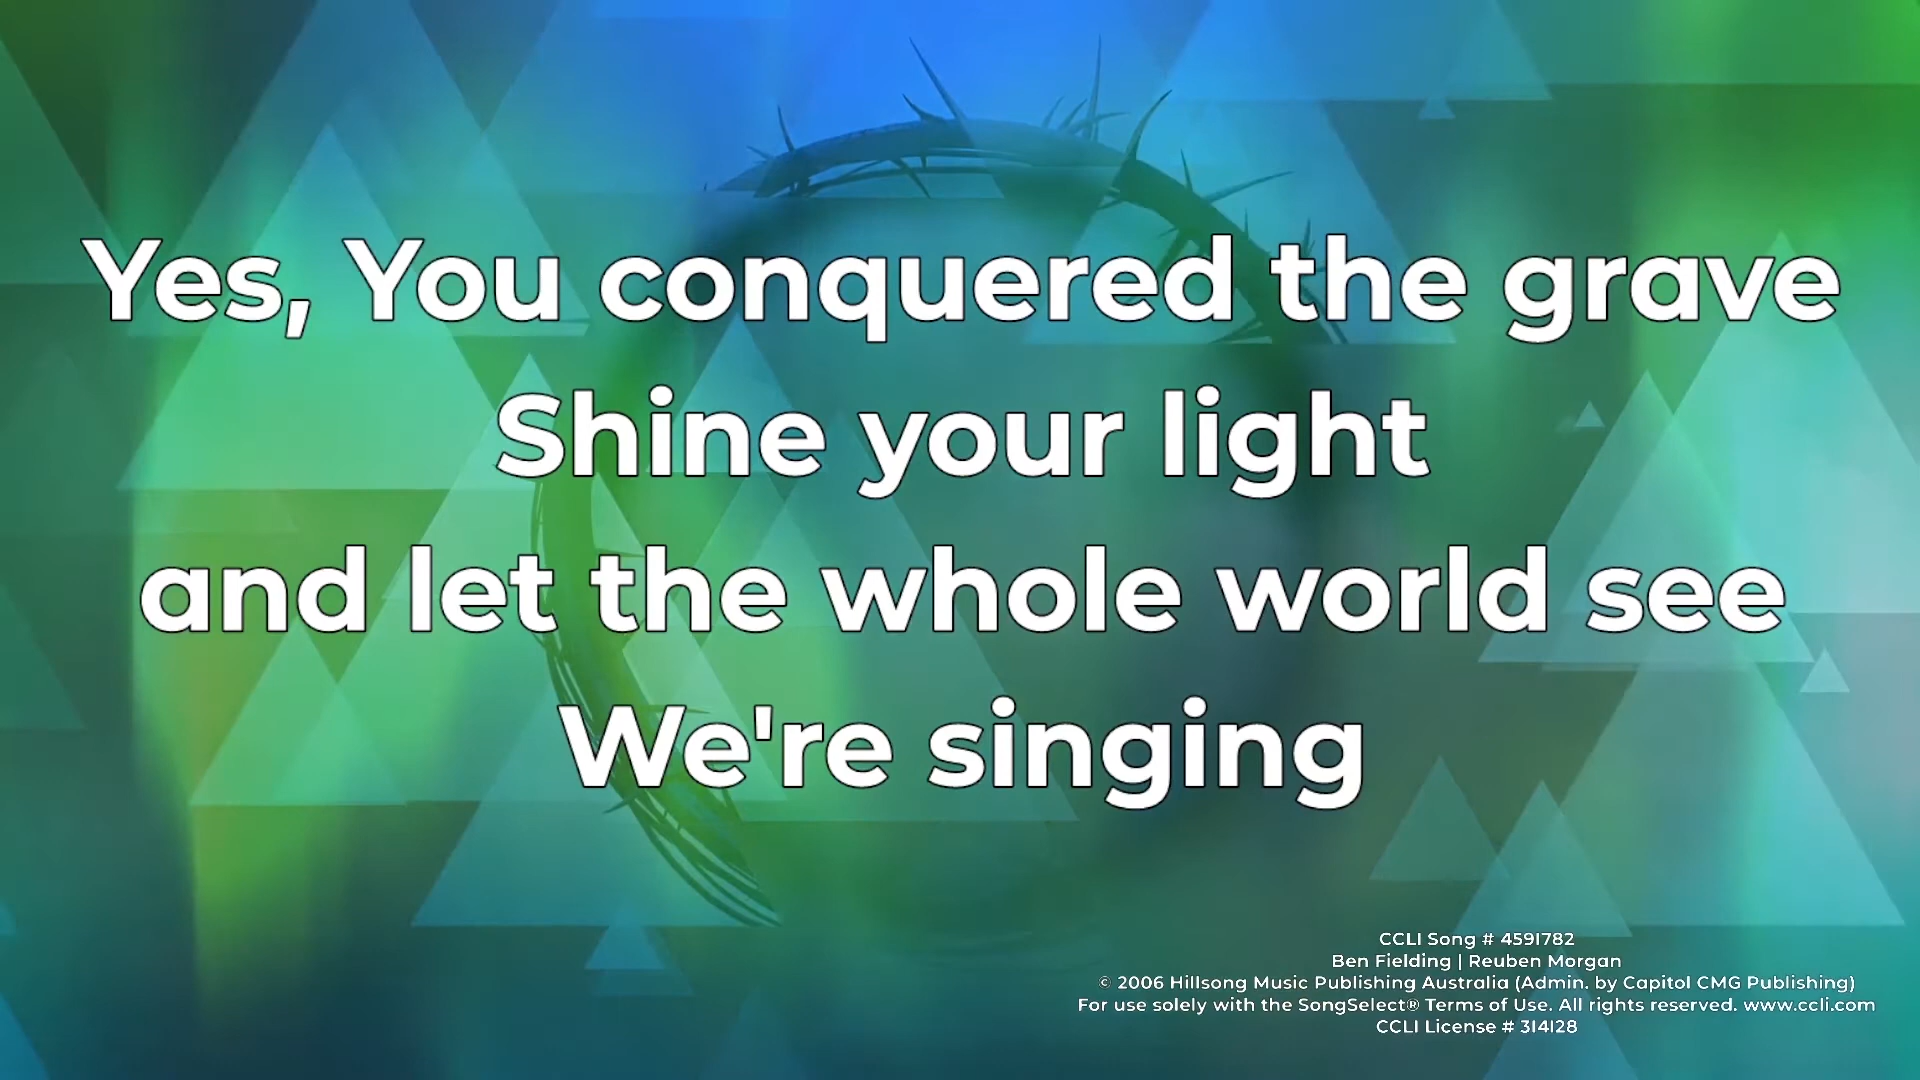 Yes, You conquered the grave
Shine your light
and let the whole world see
We're singing
CCLI Song # 4591782
Ben Fielding | Reuben Morgan
© 2006 Hillsong Music Publishing Australia (Admin. by Capitol CMG Publishing)
For use solely with the SongSelect® Terms of Use. All rights reserved. www.ccli.com
CCLI License # 314128